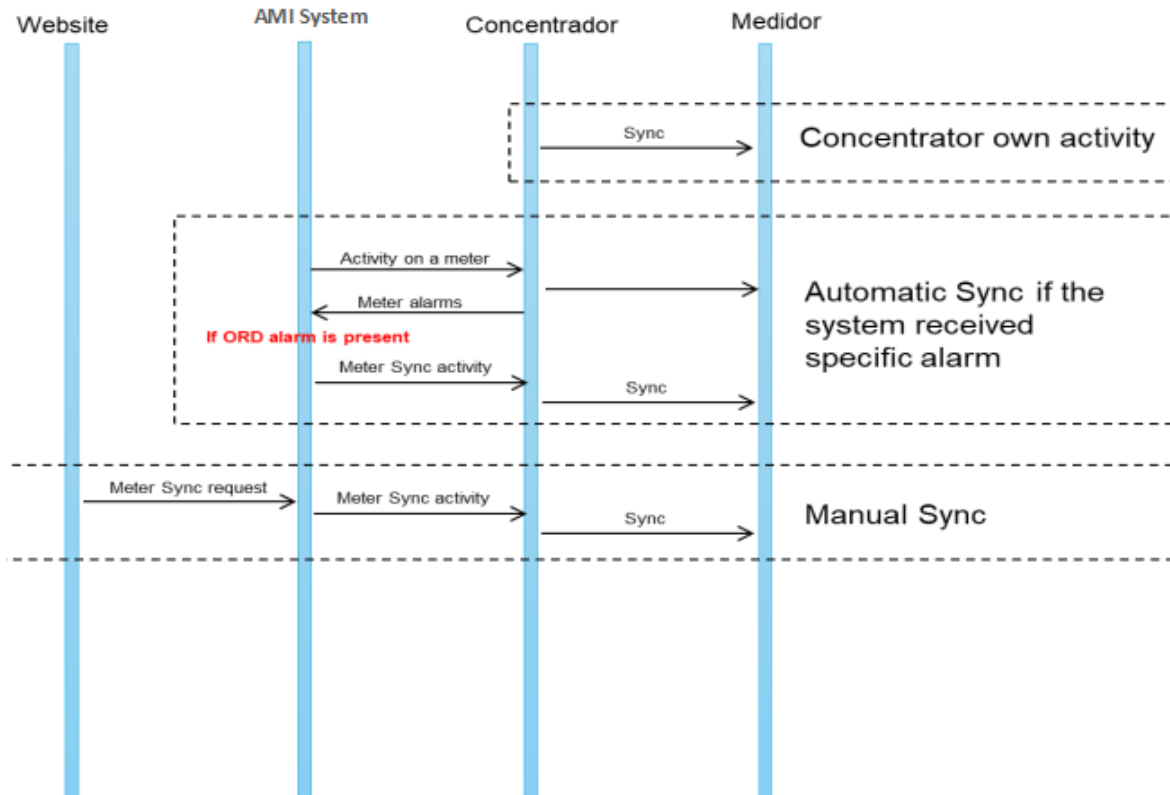 Website
AMI System
Concentrador
Medidor
Sync
Concentrator own activity
Activity on a meter
Meter alarms
If ORD alarm is present
Meter Sync activity
Sync
Automatic Sync if the
system received
specific alarm
Meter Sync request
Meter Sync activity
Sync
Manual Sync